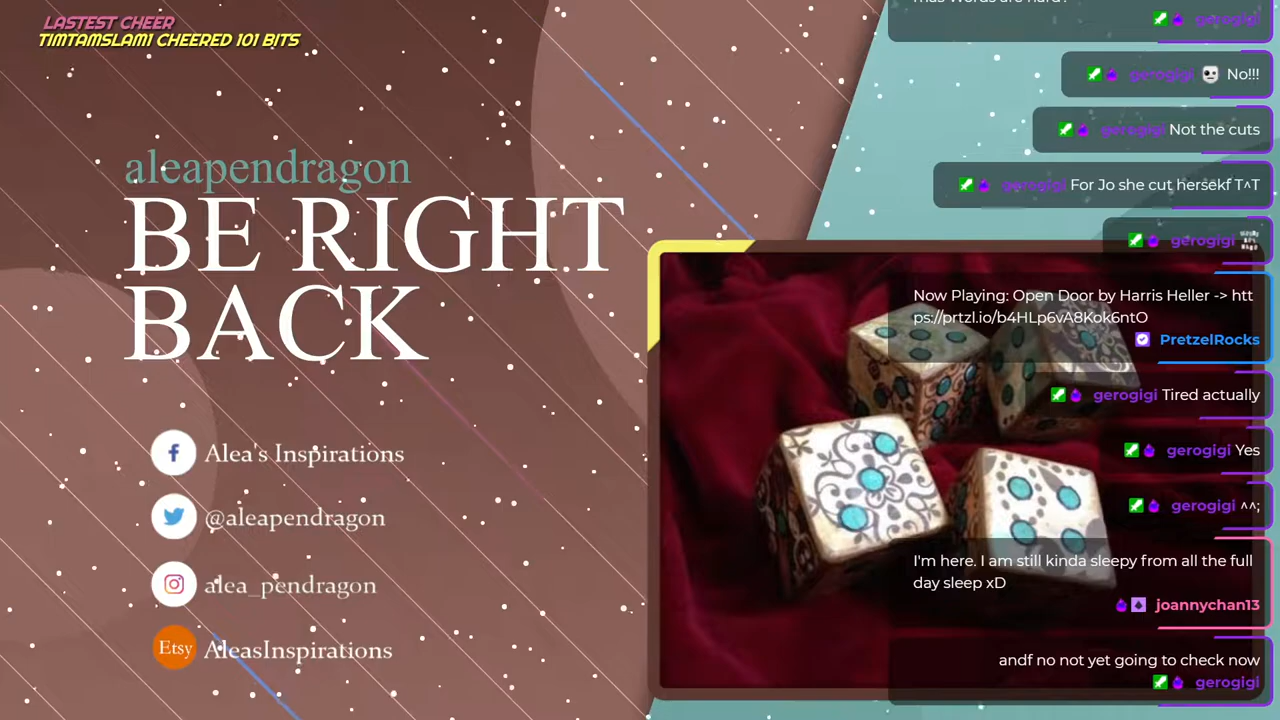 LASTEST CHEER
TIMTAMSLAM1 CHEERED 101 BITS
aleapendragon
BE RIGHT
BACK
Alea's Inspirations
@aleapendragon
alea_pendragon
Etsy AleasInspirations
gerogigi
gerogigi No!!!
gerogigi Not the cuts
gerogigi For Jo she cut hersekf T^T
gerogigi
Now Playing: Open Door by Harris Heller -> htt
ps://prtzl.io/b4HLp6vA8Kok6ntO
PretzelRocks
gerogigi Tired actually
gerogigi Yes
gerogigi ^^;
I'm here. I am still kinda sleepy from all the full
day sleep xD
joannychan13
andf no not yet going to check now
gerogigi